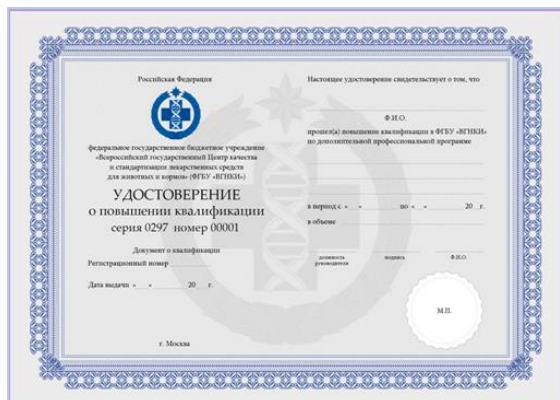 Российская Федерация
федеральное государственное бюджетное учреждение
«Всероссийский государственный Центр качества
и стандартизации лекарственных средств
для животных и кормов» (ФГБУ «ВГНКИ»)
УДОСТОВЕРЕНИЕ
о повышении квалификации
серия 0297 номер 00001
Документ о квалификации
Регистрационный номер
Дата выдачи « » 20 г.
г. Москва
Настоящее удостоверение свидетельствует о том, что
Ф.И.О.
прошел(а) повышение квалификации в ФГБУ «ВГНКИ»
по дополнительной профессиональной программе
в период с « » по « » 20 г.
в объеме
должность подпись Ф.И.О.
руководителя
М.П.